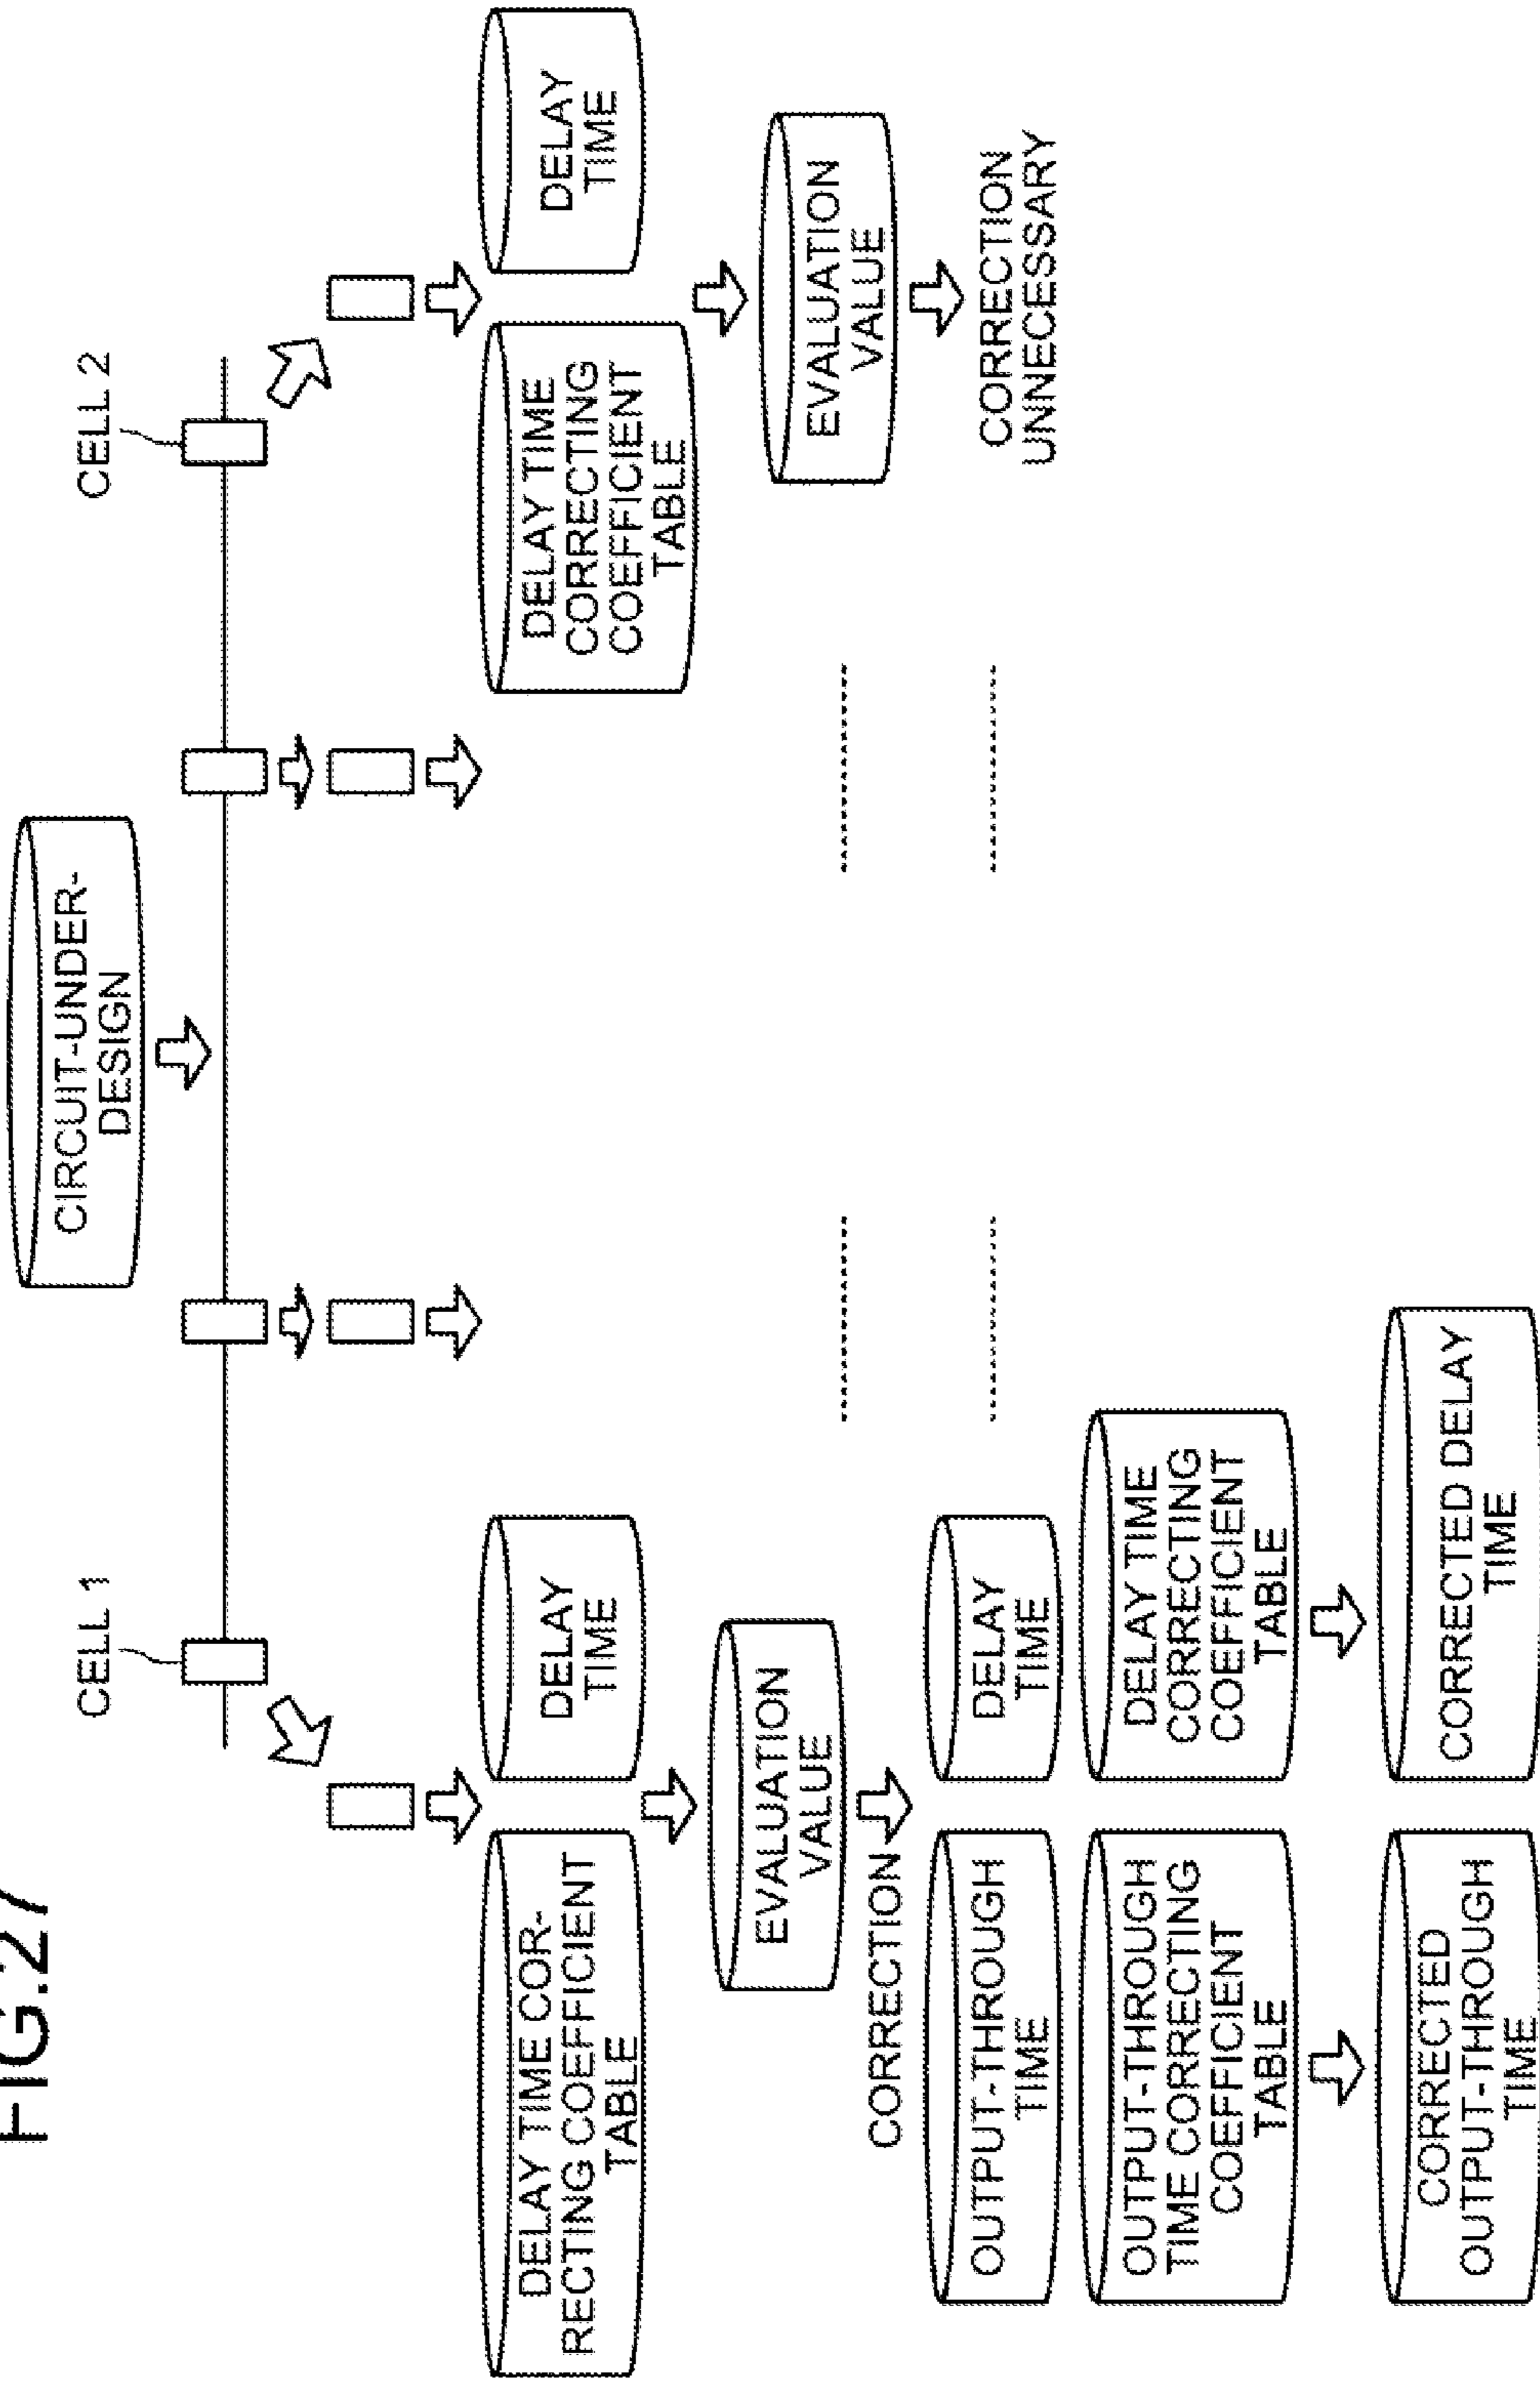 FIG.27
CIRCUIT-UNDER-
DESIGN
CELL 1
CELL 2
DELAY TIME COR-
RECTING COEFFICIENT
TABLE
DELAY
TIME
DELAY TIME
CORRECTING
COEFFICIENT
TABLE
DELAY
TIME
EVALUATION
VALUE
EVALUATION
VALUE
CORRECTION
CORRECTION
UNNECESSARY
OUTPUT-THROUGH
TIME
DELAY
TIME
OUTPUT-THROUGH
TIME CORRECTING
COEFFICIENT
TABLE
DELAY TIME
CORRECTING
COEFFICIENT
TABLE
CORRECTED
OUTPUT-THROUGH
TIME
CORRECTED DELAY
TIME